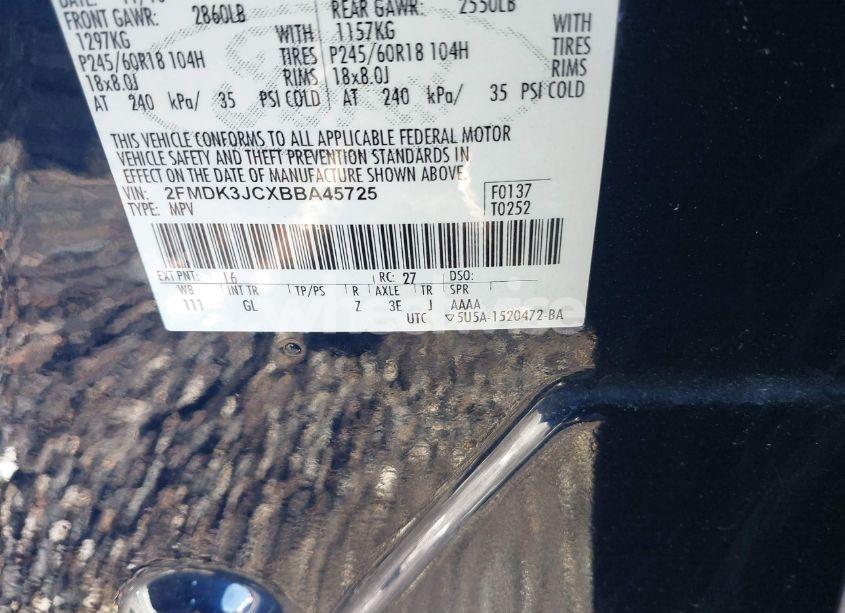 FRONT GAWR: 2860LB REAR GAWR: 2550LB
1297KG WITH 1157KG WITH
P245/60R18 104H TIRES P245/60R18 104H TIRES
18x8.0J RIMS 18x8.0J RIMS
AT 240 kPa/ 35 PSI COLD AT 240 kPa/ 35 PSI COLD
THIS VEHICLE CONFORMS TO ALL APPLICABLE FEDERAL MOTOR
VEHICLE SAFETY AND THEFT PREVENTION STANDARDS IN
EFFECT ON THE DATE OF MANUFACTURE SHOWN ABOVE.
VIN: 2FMDK3JCXBBA45725 F0137
TYPE: MPV T0252
EXT PNT: L6 RC: 27 DSO:
WB INT TR TP/PS R AXLE TR SPR
111 GL Z 3E J AAAA
UTC ▽5U5A-1520472-BA